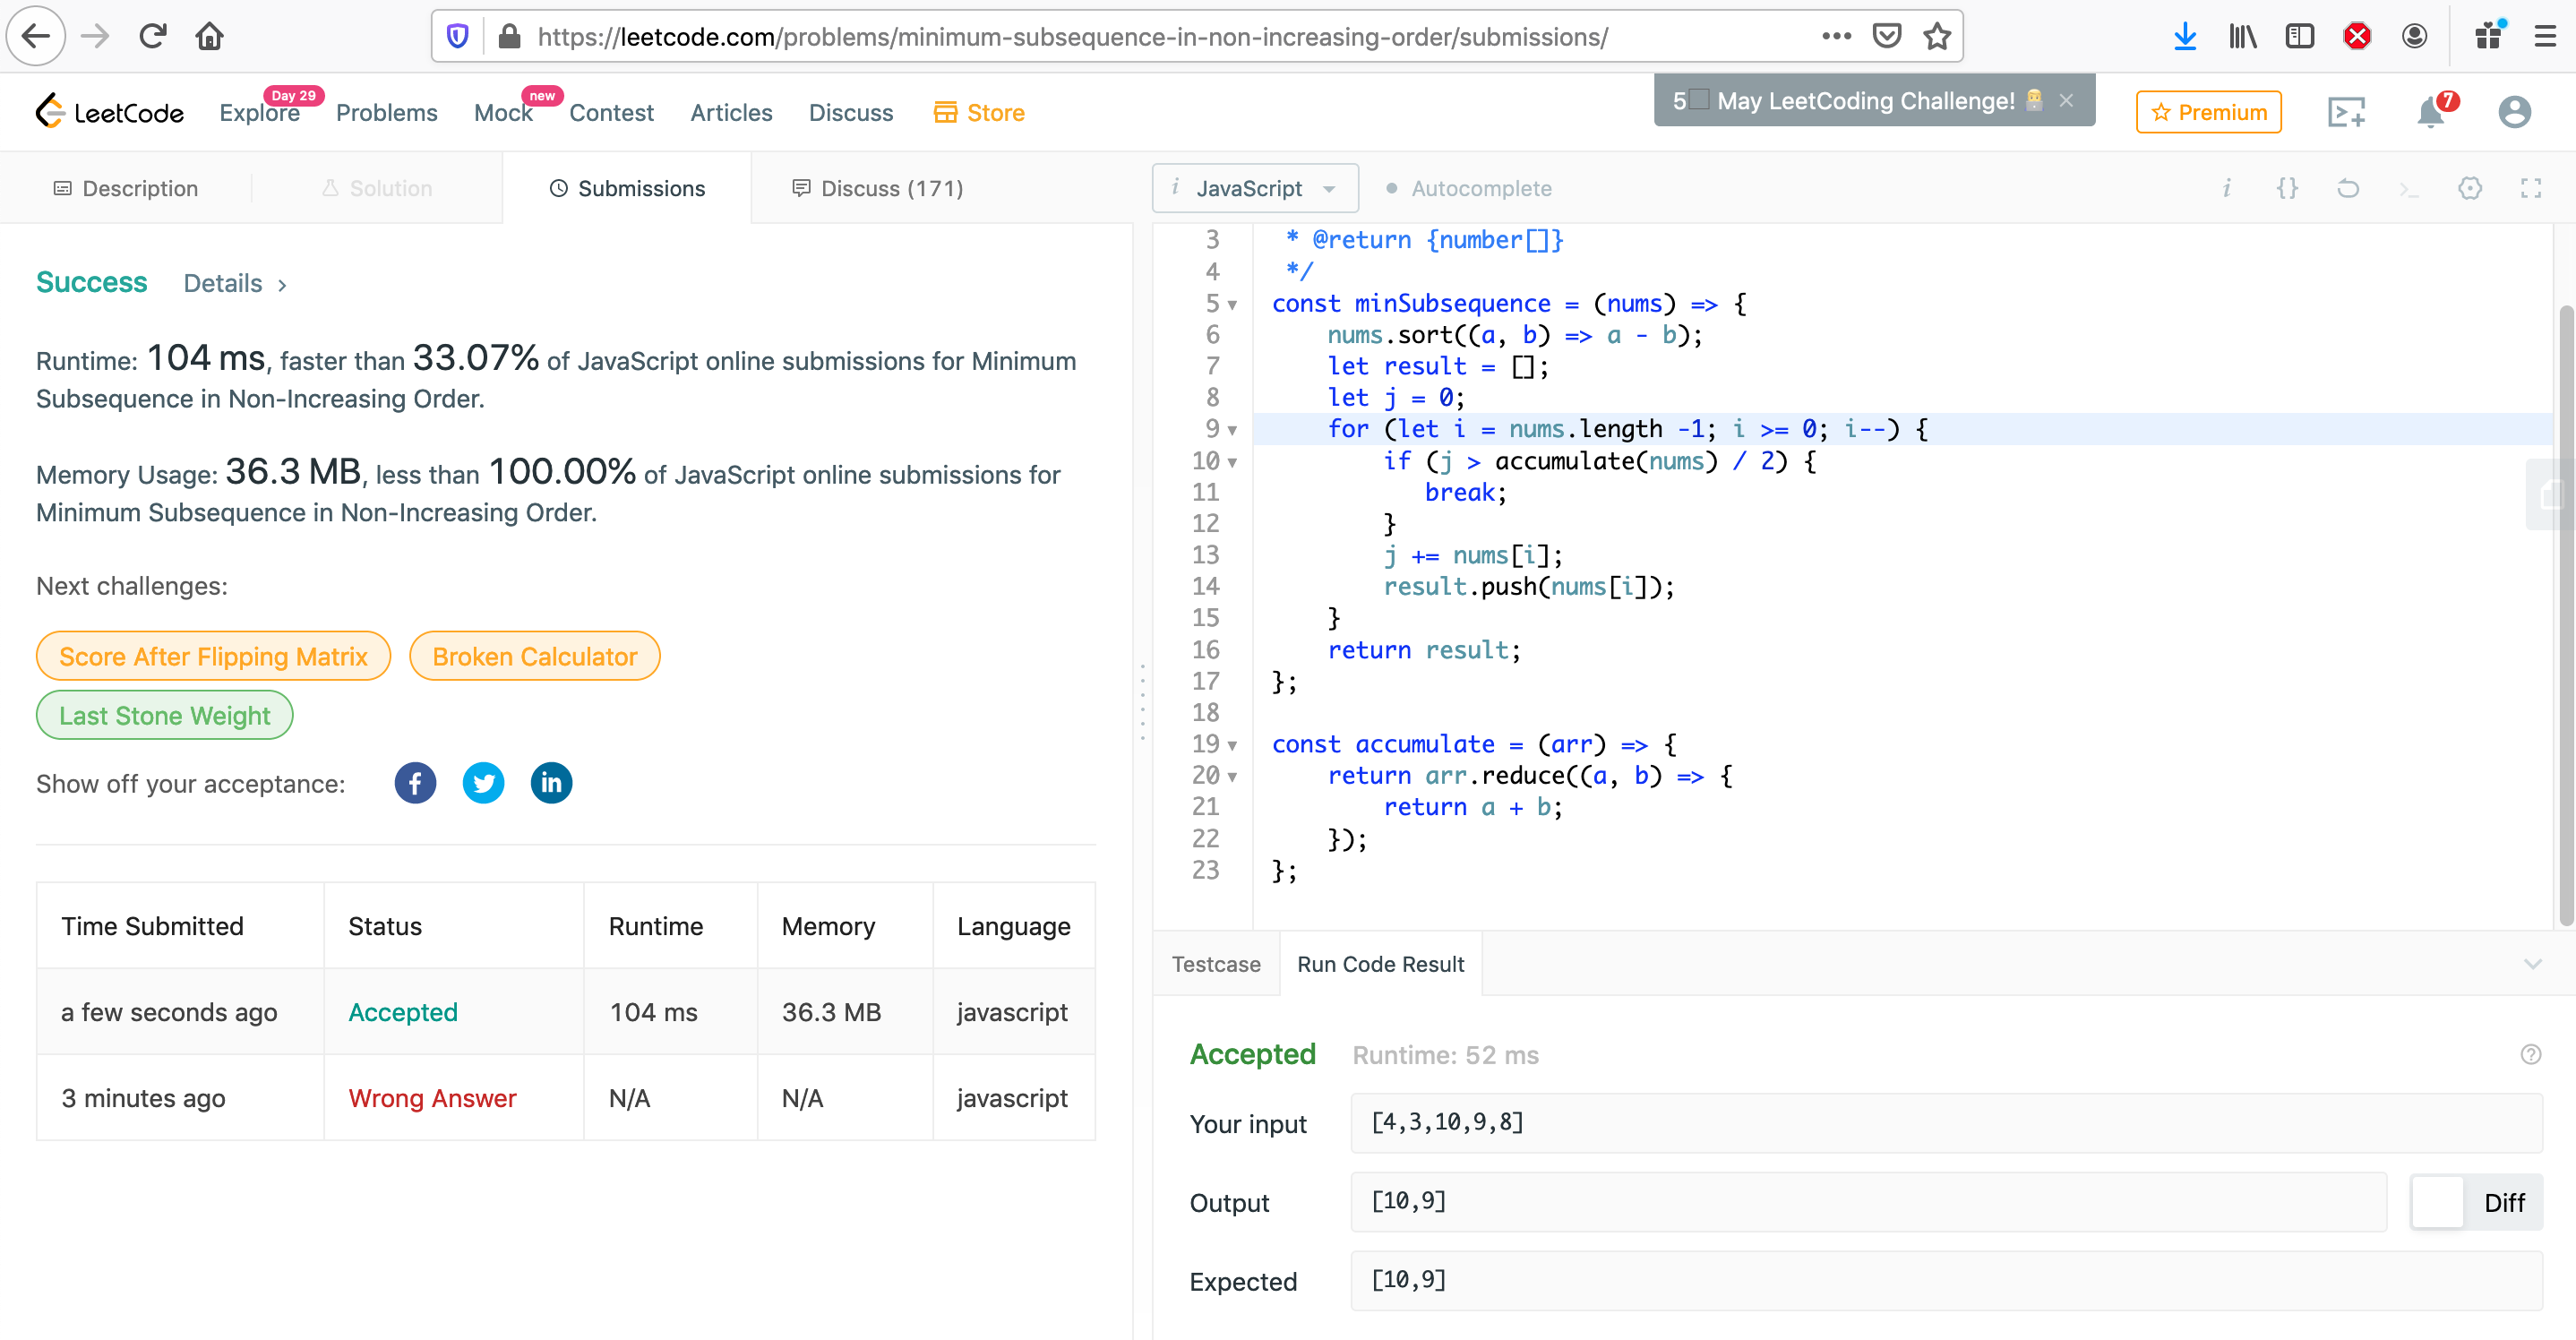 https://leetcode.com/problems/minimum-subsequence-in-non-increasing-order/submissions/
LeetCode
Explore
Day 29
Problems
Mock
new
Contest
Articles
Discuss
Store
5 May LeetCoding Challenge!
Premium
7
Description
Solution
Submissions
Discuss (171)
Success
Details
Runtime: 104 ms, faster than 33.07% of JavaScript online submissions for Minimum
Subsequence in Non-Increasing Order.
Memory Usage: 36.3 MB, less than 100.00% of JavaScript online submissions for
Minimum Subsequence in Non-Increasing Order.
Next challenges:
Score After Flipping Matrix
Broken Calculator
Last Stone Weight
Show off your acceptance:
Time Submitted Status Runtime Memory Language
a few seconds ago Accepted 104 ms 36.3 MB javascript
3 minutes ago Wrong Answer N/A N/A javascript
i JavaScript
Autocomplete
3 * @return {number[]}
4 */
5 const minSubsequence = (nums) => {
6 nums.sort((a, b) => a - b);
7 let result = [];
8 let j = 0;
9 for (let i = nums.length -1; i >= 0; i--) {
10 if (j > accumulate(nums) / 2) {
11 break;
12 }
13 j += nums[i];
14 result.push(nums[i]);
15 }
16 return result;
17 };
18
19 const accumulate = (arr) => {
20 return arr.reduce((a, b) => {
21 return a + b;
22 });
23 };
Testcase
Run Code Result
Accepted
Runtime: 52 ms
Your input
[4,3,10,9,8]
Output
[10,9]
Diff
Expected
[10,9]